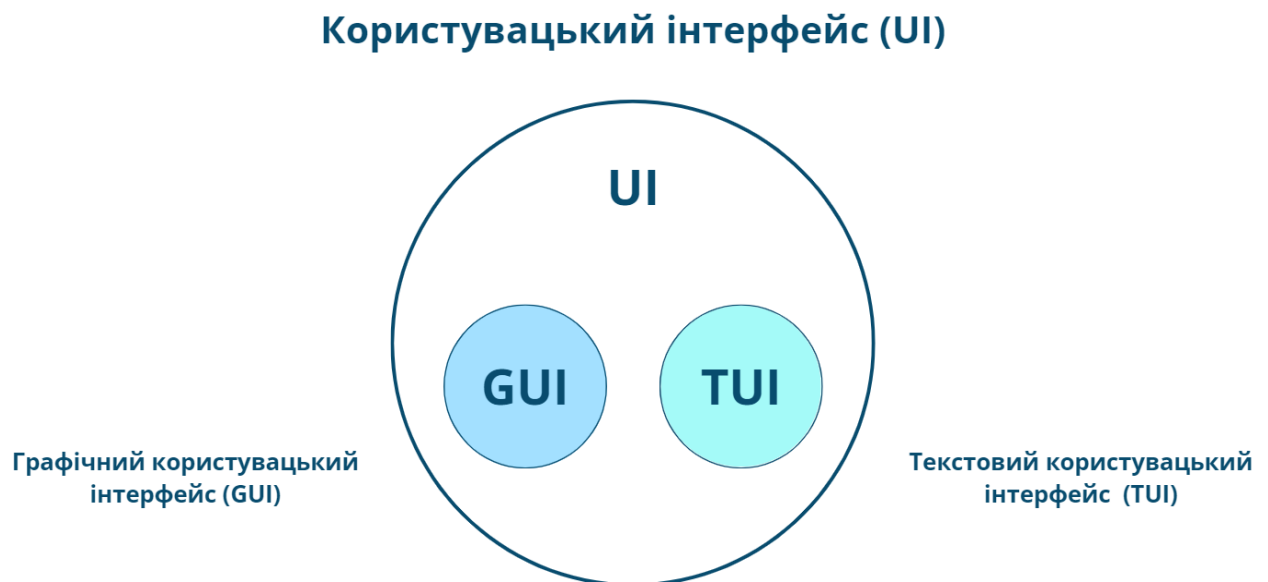 Користувацький інтерфейс (UI)
UI
GUI
TUI
Графічний користувацький
інтерфейс (GUI)
Текстовий користувацький
інтерфейс (TUI)